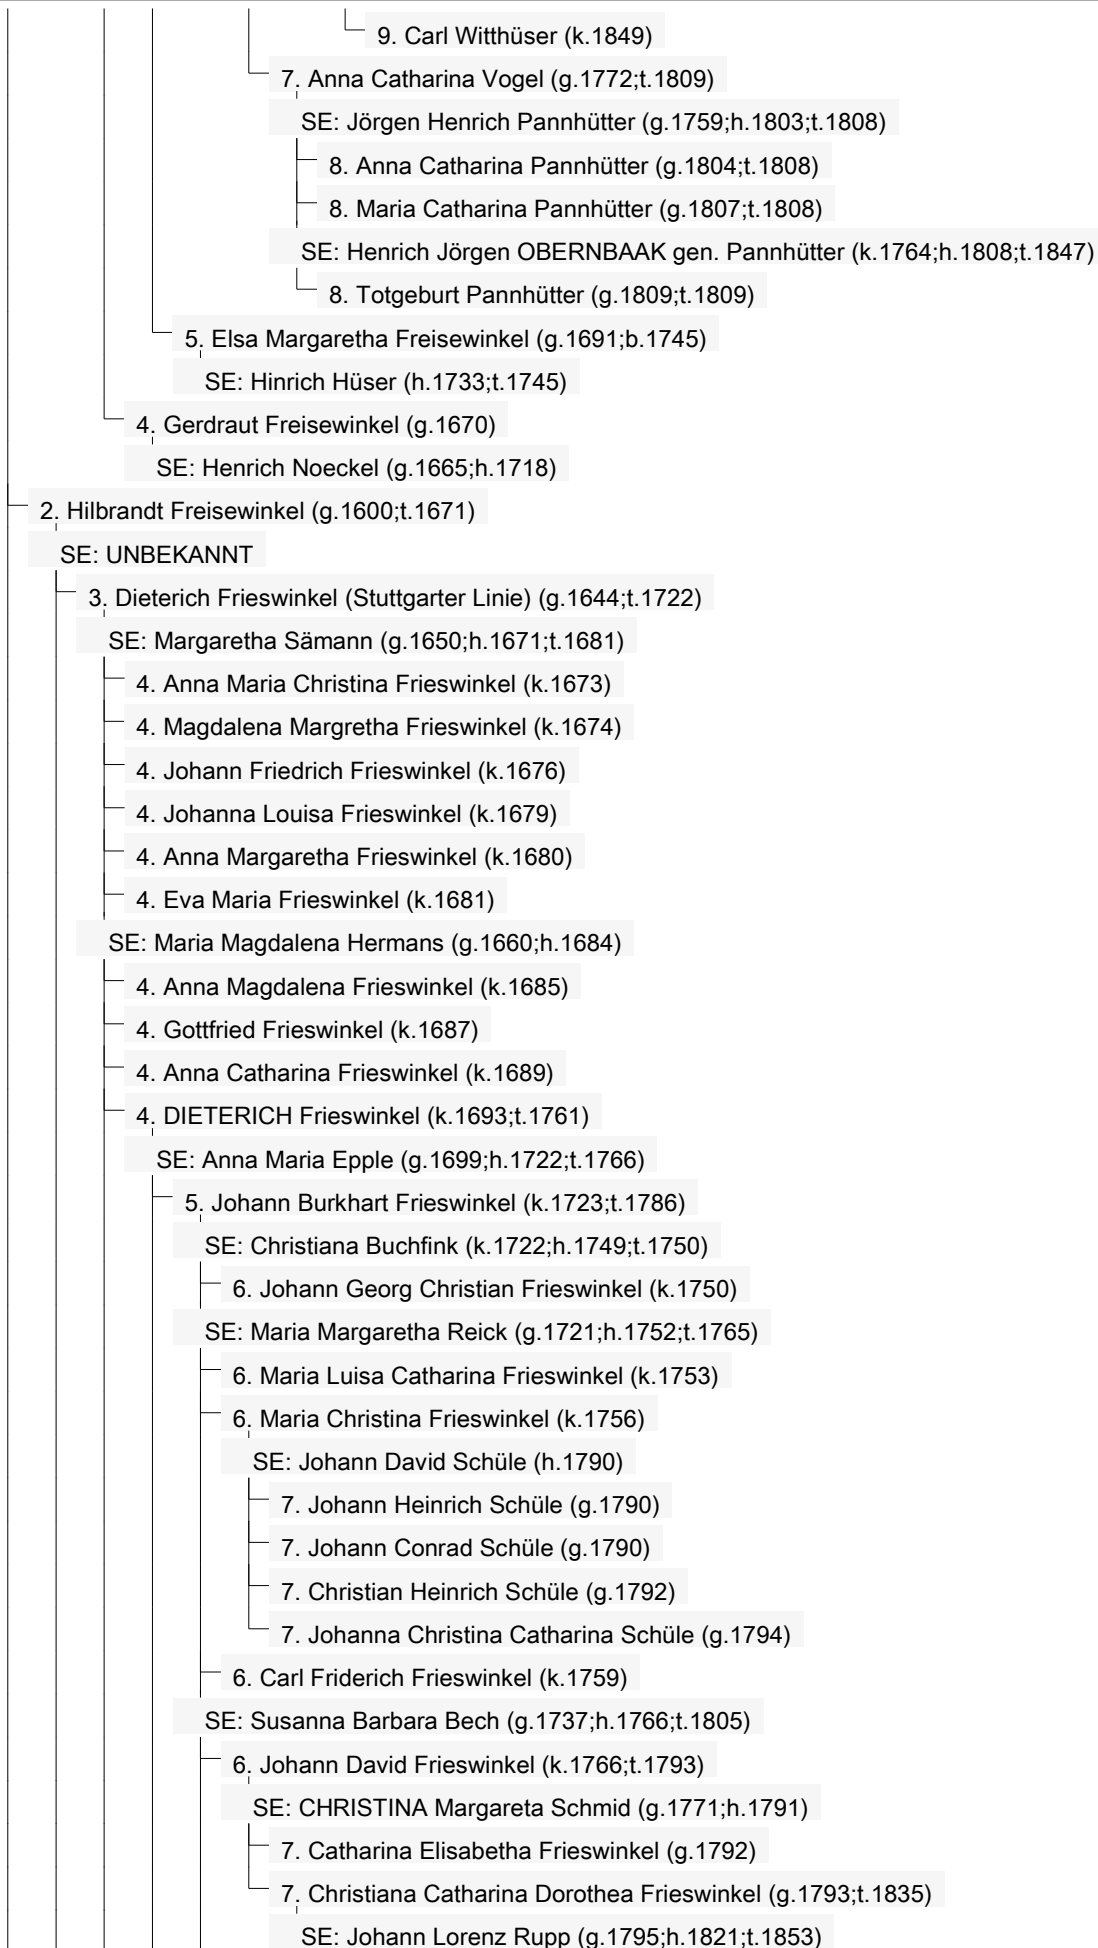 9. Carl Witthüser (k.1849)
7. Anna Catharina Vogel (g.1772;t.1809)
SE: Jörgen Henrich Pannhütter (g.1759;h.1803;t.1808)
8. Anna Catharina Pannhütter (g.1804;t.1808)
8. Maria Catharina Pannhütter (g.1807;t.1808)
SE: Henrich Jörgen OBERNBAAK gen. Pannhütter (k.1764;h.1808;t.1847)
8. Totgeburt Pannhütter (g.1809;t.1809)
5. Elsa Margaretha Freisewinkel (g.1691;b.1745)
SE: Hinrich Hüser (h.1733;t.1745)
4. Gerdraut Freisewinkel (g.1670)
SE: Henrich Noeckel (g.1665;h.1718)
2. Hilbrandt Freisewinkel (g.1600;t.1671)
SE: UNBEKANNT
3. Dieterich Frieswinkel (Stuttgarter Linie) (g.1644;t.1722)
SE: Margaretha Sämann (g.1650;h.1671;t.1681)
4. Anna Maria Christina Frieswinkel (k.1673)
4. Magdalena Margretha Frieswinkel (k.1674)
4. Johann Friedrich Frieswinkel (k.1676)
4. Johanna Louisa Frieswinkel (k.1679)
4. Anna Margaretha Frieswinkel (k.1680)
4. Eva Maria Frieswinkel (k.1681)
SE: Maria Magdalena Hermans (g.1660;h.1684)
4. Anna Magdalena Frieswinkel (k.1685)
4. Gottfried Frieswinkel (k.1687)
4. Anna Catharina Frieswinkel (k.1689)
4. DIETERICH Frieswinkel (k.1693;t.1761)
SE: Anna Maria Epple (g.1699;h.1722;t.1766)
5. Johann Burkhart Frieswinkel (k.1723;t.1786)
SE: Christiana Buchfink (k.1722;h.1749;t.1750)
6. Johann Georg Christian Frieswinkel (k.1750)
SE: Maria Margaretha Reick (g.1721;h.1752;t.1765)
6. Maria Luisa Catharina Frieswinkel (k.1753)
6. Maria Christina Frieswinkel (k.1756)
SE: Johann David Schüle (h.1790)
7. Johann Heinrich Schüle (g.1790)
7. Johann Conrad Schüle (g.1790)
7. Christian Heinrich Schüle (g.1792)
7. Johanna Christina Catharina Schüle (g.1794)
6. Carl Friderich Frieswinkel (k.1759)
SE: Susanna Barbara Bech (g.1737;h.1766;t.1805)
6. Johann David Frieswinkel (k.1766;t.1793)
SE: CHRISTINA Margareta Schmid (g.1771;h.1791)
7. Catharina Elisabetha Frieswinkel (g.1792)
7. Christiana Catharina Dorothea Frieswinkel (g.1793;t.1835)
SE: Johann Lorenz Rupp (g.1795;h.1821;t.1853)